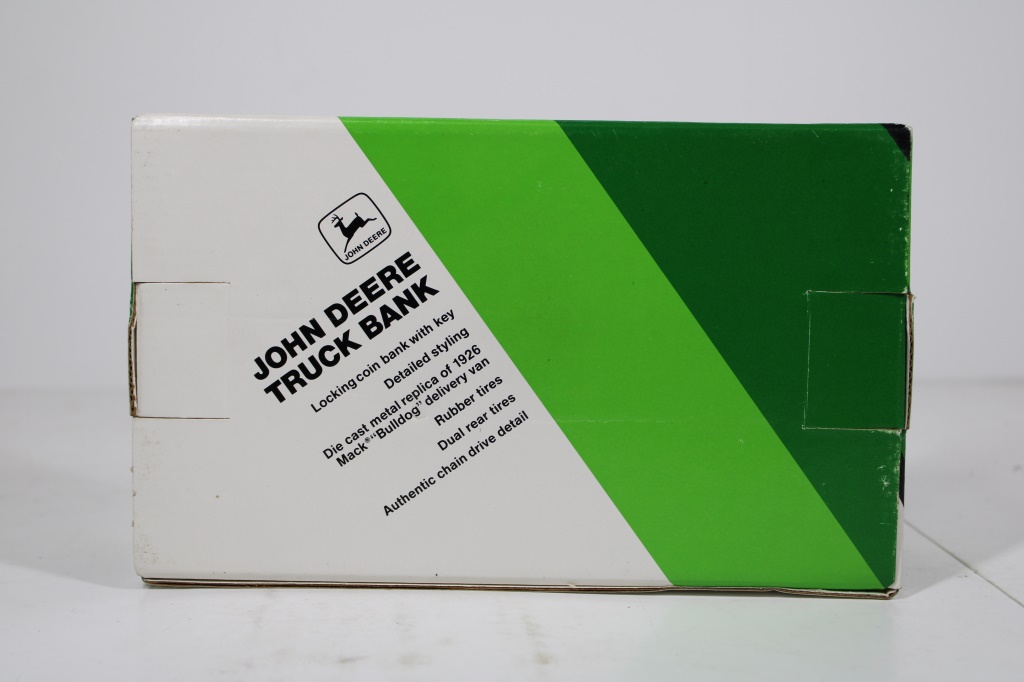 JOHN DEERE
JOHN DEERE
TRUCK BANK
Locking coin bank with key
Detailed styling
Die cast metal replica of 1926
Mack® "Bulldog" delivery van
Rubber tires
Dual rear tires
Authentic chain drive detail